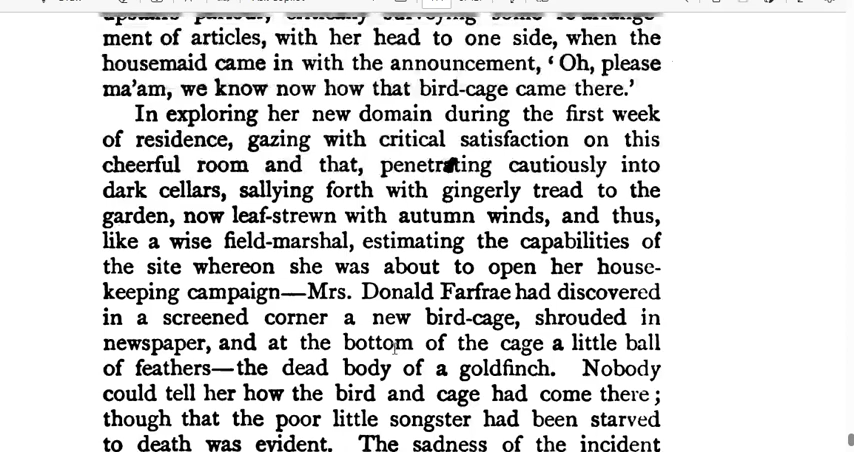 upstairs parlour, critically surveying some re-arrange-
ment of articles, with her head to one side, when the
housemaid came in with the announcement, ‘ Oh, please
ma’am, we know now how that bird-cage came there.’
In exploring her new domain during the first week
of residence, gazing with critical satisfaction on this
cheerful room and that, penetrating cautiously into
dark cellars, sallying forth with gingerly tread to the
garden, now leaf-strewn with autumn winds, and thus,
like a wise field-marshal, estimating the capabilities of
the site whereon she was about to open her house-
keeping campaign—Mrs. Donald Farfrae had discovered
in a screened corner a new bird-cage, shrouded in
newspaper, and at the bottom of the cage a little ball
of feathers—the dead body of a goldfinch. Nobody
could tell her how the bird and cage had come there ;
though that the poor little songster had been starved
to death was evident. The sadness of the incident